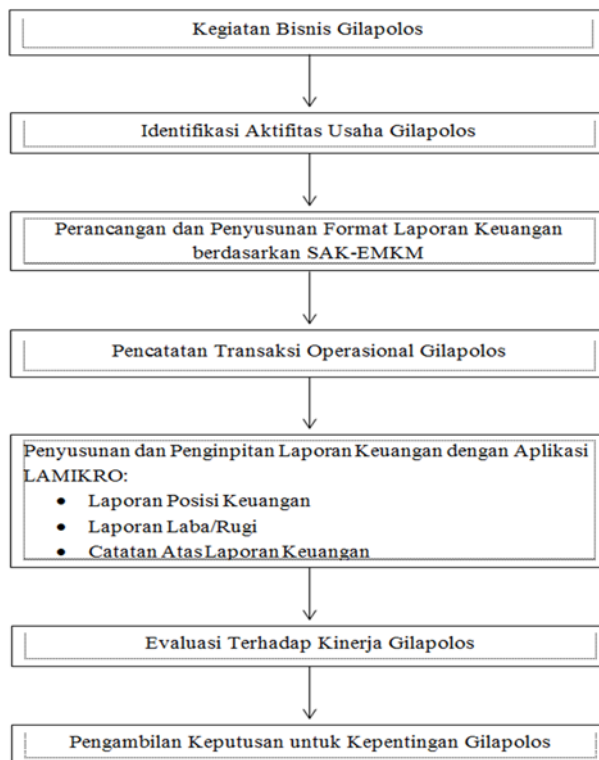 Kegiatan Bisnis Gilapolos
Identifikasi Aktifitas Usaha Gilapolos
Perancangan dan Penyusunan Format Laporan Keuangan
berdasarkan SAK-EMKM
Pencatatan Transaksi Operasional Gilapolos
Penyusunan dan Penginpitan Laporan Keuangan dengan Aplikasi
LAMIKRO:
• Laporan Posisi Keuangan
• Laporan Laba/Rugi
• Catatan Atas Laporan Keuangan
Evaluasi Terhadap Kinerja Gilapolos
Pengambilan Keputusan untuk Kepentingan Gilapolos